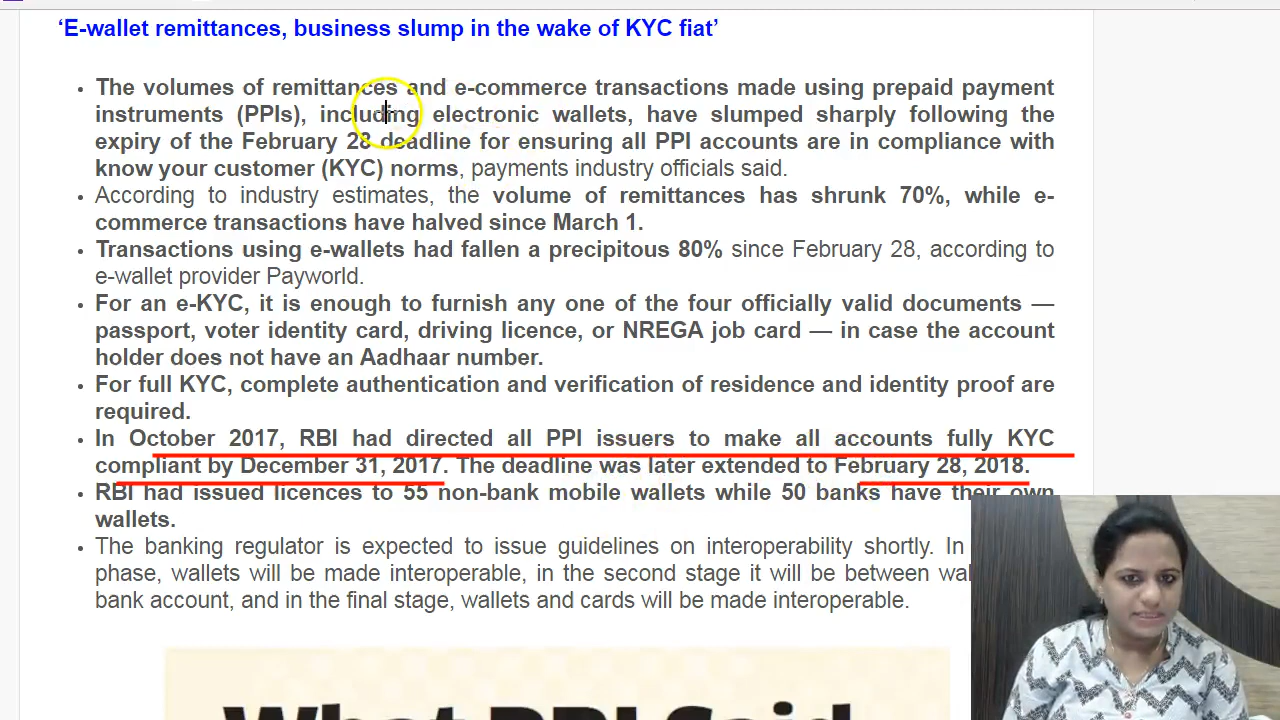 ‘E-wallet remittances, business slump in the wake of KYC fiat’
• The volumes of remittances and e-commerce transactions made using prepaid payment
instruments (PPIs), including electronic wallets, have slumped sharply following the
expiry of the February 28 deadline for ensuring all PPI accounts are in compliance with
know your customer (KYC) norms, payments industry officials said.
• According to industry estimates, the volume of remittances has shrunk 70%, while e-
commerce transactions have halved since March 1.
• Transactions using e-wallets had fallen a precipitous 80% since February 28, according to
e-wallet provider Payworld.
• For an e-KYC, it is enough to furnish any one of the four officially valid documents —
passport, voter identity card, driving licence, or NREGA job card — in case the account
holder does not have an Aadhaar number.
• For full KYC, complete authentication and verification of residence and identity proof are
required.
• In October 2017, RBI had directed all PPI issuers to make all accounts fully KYC
compliant by December 31, 2017. The deadline was later extended to February 28, 2018.
• RBI had issued licences to 55 non-bank mobile wallets while 50 banks have their own
wallets.
• The banking regulator is expected to issue guidelines on interoperability shortly. In
phase, wallets will be made interoperable, in the second stage it will be between
bank account, and in the final stage, wallets and cards will be made interoperable.